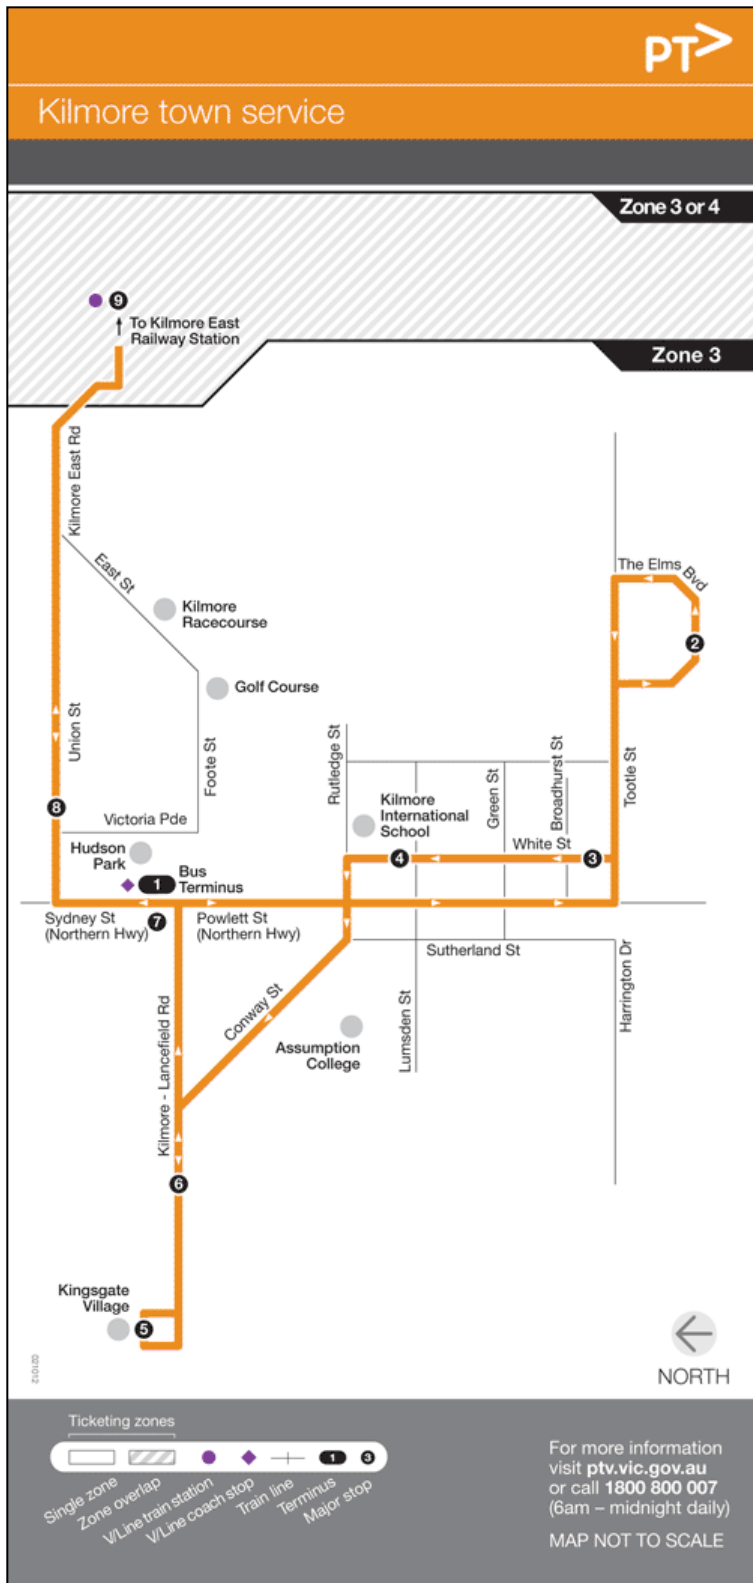 PT>
Kilmore town service
Zone 3 or 4
9
To Kilmore East
Railway Station
Zone 3
Kilmore East Rd
East St
The Elms Bvd
Kilmore
Racecourse
2
Golf Course
Union St
Foote St
Rutledge St
Green St
Broadhurst St
Tootle St
8
Kilmore
International
School
Victoria Pde
White St
Hudson
Park
4
3
1
Bus
Terminus
Sydney St
(Northern Hwy)
7
Powlett St
(Northern Hwy)
Sutherland St
Conway St
Kilmore - Lancefield Rd
Lumsden St
Harrington Dr
Assumption
College
6
Kingsgate
Village
5
NORTH
021012
Ticketing zones
1
3
Single zone
Zone overlap
V/Line train station
V/Line coach stop
Train line
Terminus
Major stop
For more information
visit ptv.vic.gov.au
or call 1800 800 007
(6am – midnight daily)
MAP NOT TO SCALE